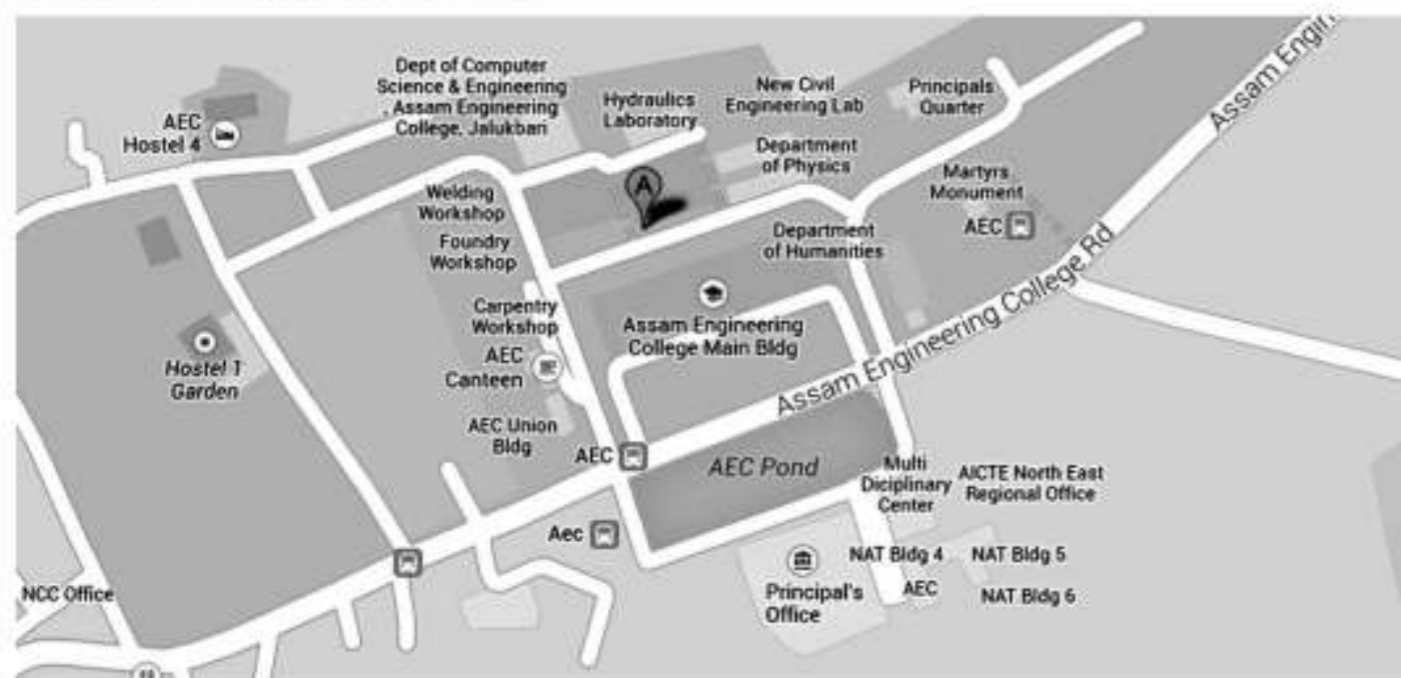 Dept of Computer
Science & Engineering
, Assam Engineering
College, Jalukbari
Hydraulics
Laboratory
New Civil
Engineering Lab
Principals
Quarter
Assam Engin
AEC
Hostel 4
Department
of Physics
Martyrs
Monument
AEC
A
Welding
Workshop
Foundry
Workshop
Department
of Humanities
Carpentry
Workshop
Assam Engineering
College Main Bldg
Assam Engineering College Rd
AEC
Canteen
Hostel 1
Garden
AEC Union
Bldg
AEC
AEC Pond
Multi
Diciplinary
Center
AICTE North East
Regional Office
Aec
NAT Bldg 4
NAT Bldg 5
Principal's
Office
AEC
NAT Bldg 6
NCC Office